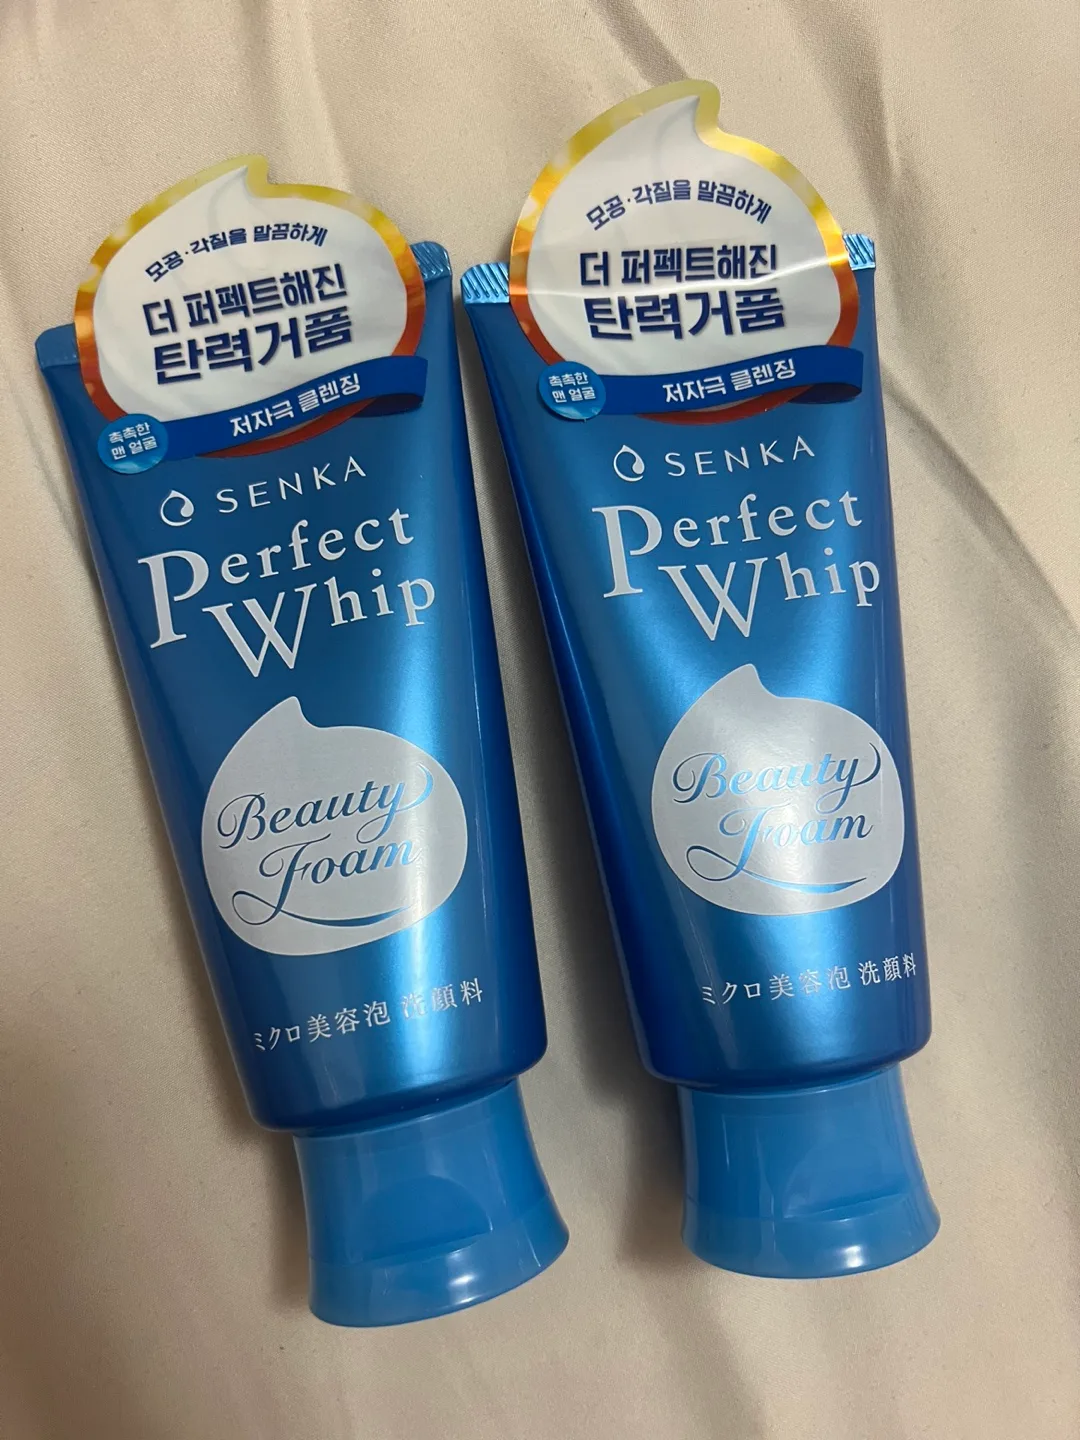 모공·각질을 말끔하게
더 퍼펙트해진
탄력거품
저자극 클렌징
촉촉한
맨 얼굴
SENKA
Perfect
Whip
Beauty
Foam
ミクロ美容泡 洗顔料
모공·각질을 말끔하게
더 퍼펙트해진
탄력거품
저자극 클렌징
촉촉한
맨 얼굴
SENKA
Perfect
Whip
Beauty
Foam
ミクロ美容泡 洗顔料